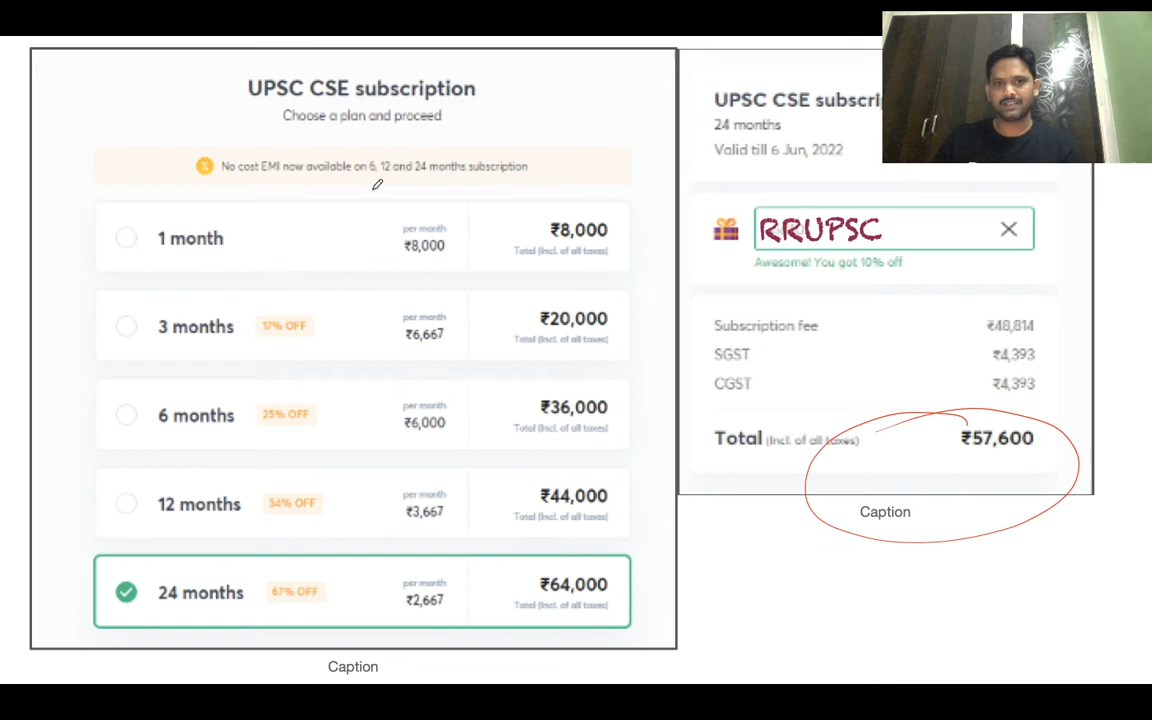 UPSC CSE subscription
Choose a plan and proceed
No cost EMI now available on 6, 12 and 24 months subscription
1 month
per month
₹8,000
₹8,000
Total (Incl. of all taxes)
3 months
17% OFF
per month
₹6,667
₹20,000
Total (Incl. of all taxes)
6 months
25% OFF
per month
₹6,000
₹36,000
Total (Incl. of all taxes)
12 months
54% OFF
per month
₹3,667
₹44,000
Total (Incl. of all taxes)
24 months
67% OFF
per month
₹2,667
₹64,000
Total (Incl. of all taxes)
Caption
UPSC CSE subscri
24 months
Valid till 6 Jun, 2022
RRUPSC
Awesome! You got 10% off
Subscription fee ₹48,814
SGST ₹4,393
CGST ₹4,393
Total (Incl. of all taxes) ₹57,600
Caption